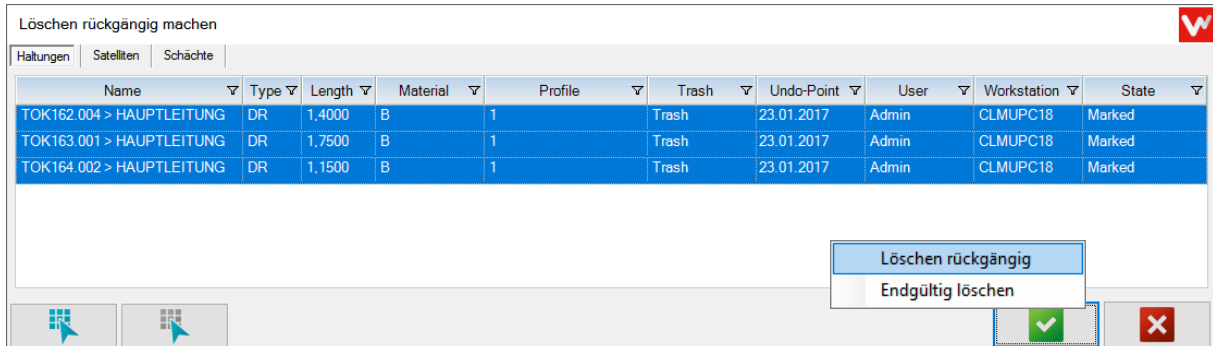 Löschen rückgängig machen
Haltungen Satelliten Schächte
Name Type Length Material Profile Trash Undo-Point User Workstation State
TOK162.004 > HAUPTLEITUNG DR 1,4000 B 1 Trash 23.01.2017 Admin CLMUPC18 Marked
TOK163.001 > HAUPTLEITUNG DR 1,7500 B 1 Trash 23.01.2017 Admin CLMUPC18 Marked
TOK164.002 > HAUPTLEITUNG DR 1,1500 B 1 Trash 23.01.2017 Admin CLMUPC18 Marked
Löschen rückgängig
Endgültig löschen